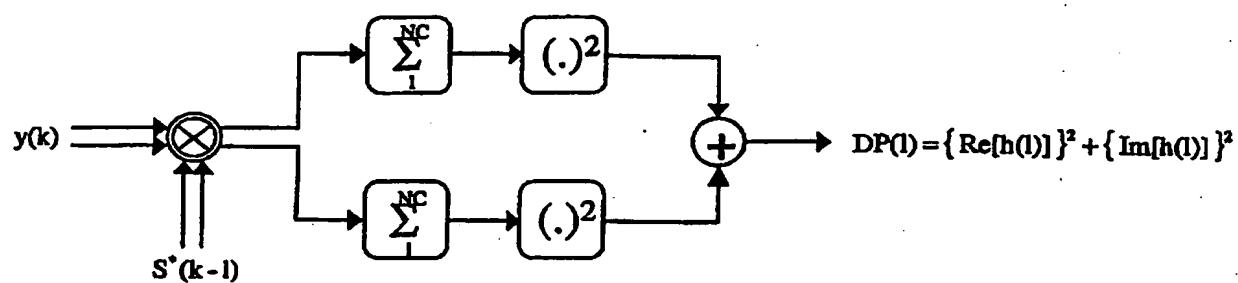 NC
∑
1
(.)²
y(k)
×
+
DP(l) = { Re[h(l)] }² + { Im[h(l)] }²
NC
∑
1
(.)²
S*(k - l)